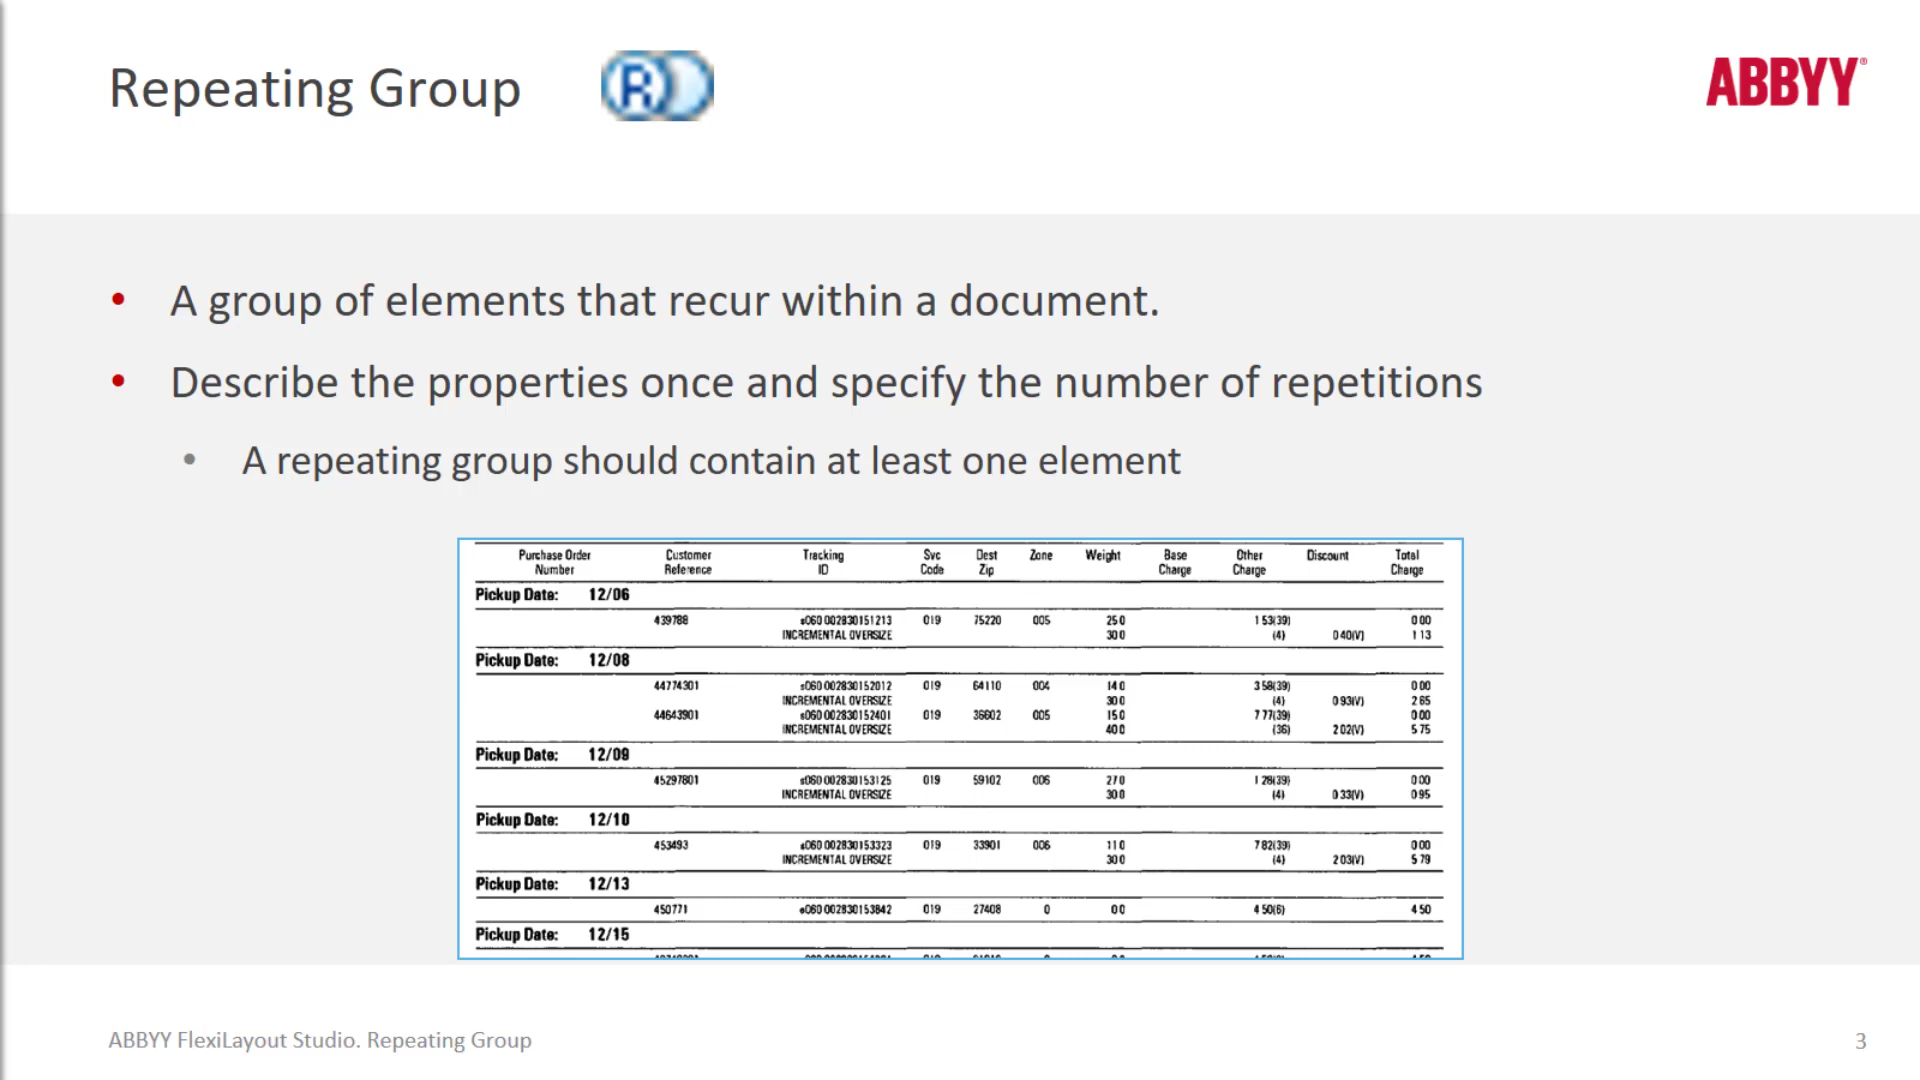 Repeating Group
R
ABBYY®
• A group of elements that recur within a document.
• Describe the properties once and specify the number of repetitions
• A repeating group should contain at least one element
Purchase Order Customer Tracking Svc Dest Zone Weight Base Other Discount Total
Number Reference ID Code Zip Charge Charge Charge
Pickup Date: 12/06
439788 s060 002830151213 019 75220 005 25 0 1 53(39) 0 00
INCREMENTAL OVERSIZE 30 0 (4) 0 40(V) 1 13
Pickup Date: 12/08
44774301 s060 002830152012 019 64110 004 14 0 3 58(39) 0 00
INCREMENTAL OVERSIZE 30 0 (4) 0 93(V) 2 65
44643901 s060 002830152401 019 36602 005 15 0 7 77(39) 0 00
INCREMENTAL OVERSIZE 40 0 (36) 2 02(V) 5 75
Pickup Date: 12/09
45297801 s060 002830153125 019 59102 006 27 0 1 28(39) 0 00
INCREMENTAL OVERSIZE 30 0 (4) 0 33(V) 0 95
Pickup Date: 12/10
453493 s060 002830153323 019 33901 006 11 0 7 82(39) 0 00
INCREMENTAL OVERSIZE 30 0 (4) 2 03(V) 5 79
Pickup Date: 12/13
450771 s060 002830153842 019 27408 0 0 0 4 50(6) 4 50
Pickup Date: 12/15
ABBYY FlexiLayout Studio. Repeating Group
3